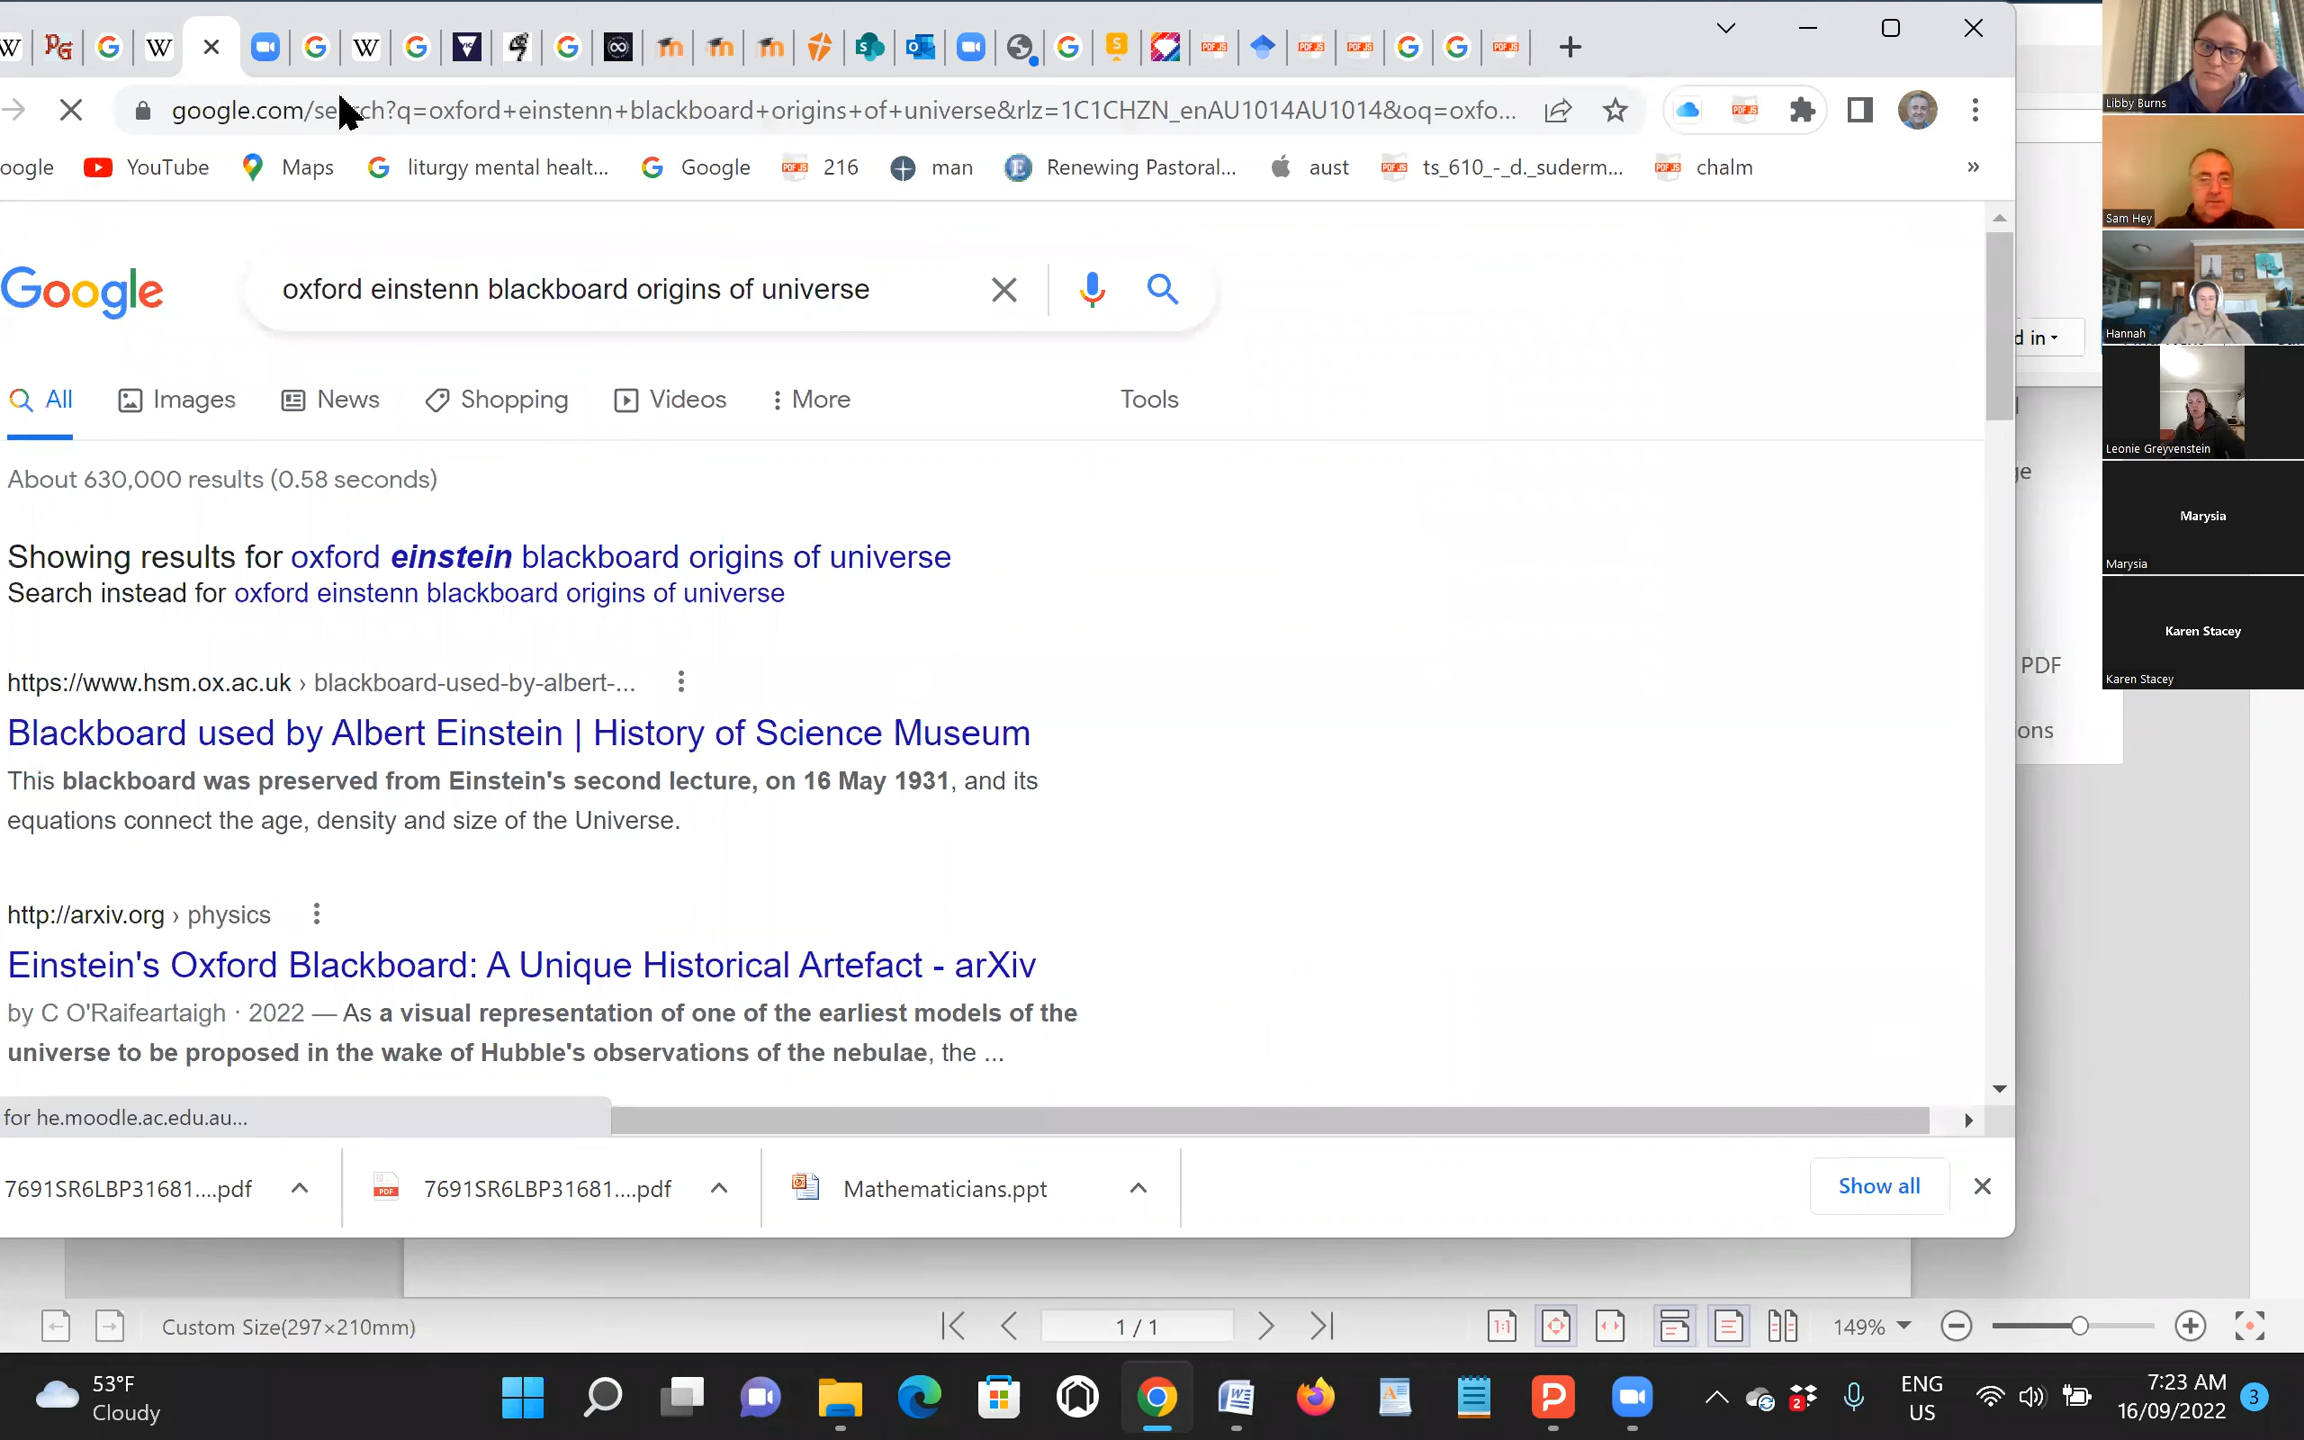 google.com/search?q=oxford+einstenn+blackboard+origins+of+universe&rlz=1C1CHZN_enAU1014AU1014&oq=oxfo...
oogle
YouTube
Maps
liturgy mental healt...
Google
216
man
Renewing Pastoral...
aust
ts_610_-_d._suderm...
chalm
»
Google
oxford einstenn blackboard origins of universe
All
Images
News
Shopping
Videos
More
Tools
About 630,000 results (0.58 seconds)
Showing results for oxford einstein blackboard origins of universe
Search instead for oxford einstenn blackboard origins of universe
https://www.hsm.ox.ac.uk › blackboard-used-by-albert-...
Blackboard used by Albert Einstein | History of Science Museum
This blackboard was preserved from Einstein's second lecture, on 16 May 1931, and its
equations connect the age, density and size of the Universe.
http://arxiv.org › physics
Einstein's Oxford Blackboard: A Unique Historical Artefact - arXiv
by C O'Raifeartaigh · 2022 — As a visual representation of one of the earliest models of the
universe to be proposed in the wake of Hubble's observations of the nebulae, the ...
for he.moodle.ac.edu.au...
7691SR6LBP31681....pdf
7691SR6LBP31681....pdf
Mathematicians.ppt
Show all
Custom Size(297×210mm)
1 / 1
1:1
149%
53°F
Cloudy
2
ENG
US
7:23 AM
16/09/2022
3
Libby Burns
Sam Hey
Hannah
Leonie Greyvenstein
Marysia
Marysia
Karen Stacey
Karen Stacey
d in
ge
PDF
ons